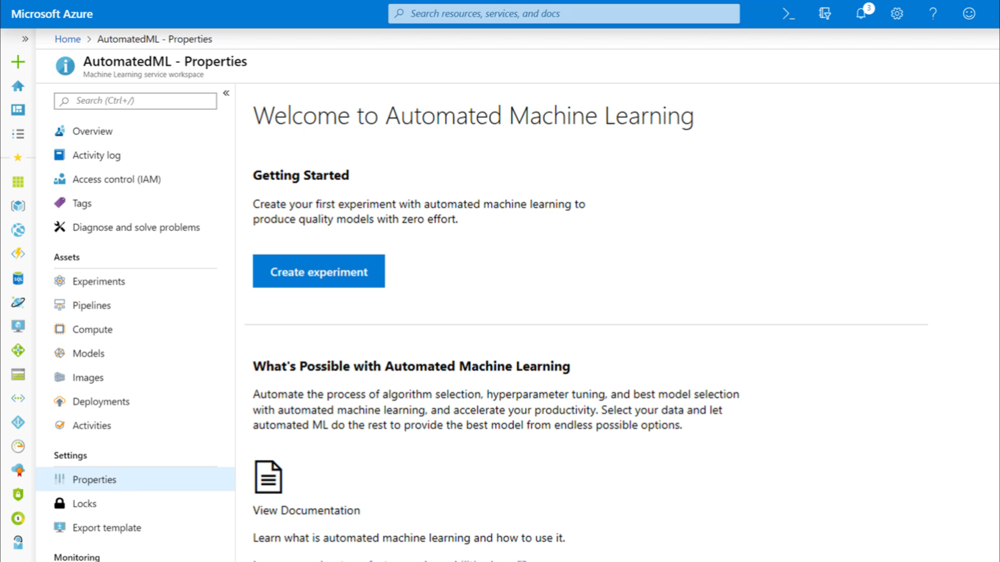 Microsoft Azure
Search resources, services, and docs
3
Home > AutomatedML - Properties
AutomatedML - Properties
Machine Learning service workspace
Search (Ctrl+/)
Overview
Activity log
Access control (IAM)
Tags
Diagnose and solve problems
Assets
Experiments
Pipelines
Compute
Models
Images
Deployments
Activities
Settings
Properties
Locks
Export template
Monitoring
SQL
Welcome to Automated Machine Learning
Getting Started
Create your first experiment with automated machine learning to
produce quality models with zero effort.
Create experiment
What's Possible with Automated Machine Learning
Automate the process of algorithm selection, hyperparameter tuning, and best model selection
with automated machine learning, and accelerate your productivity. Select your data and let
automated ML do the rest to provide the best model from endless possible options.
View Documentation
Learn what is automated machine learning and how to use it.